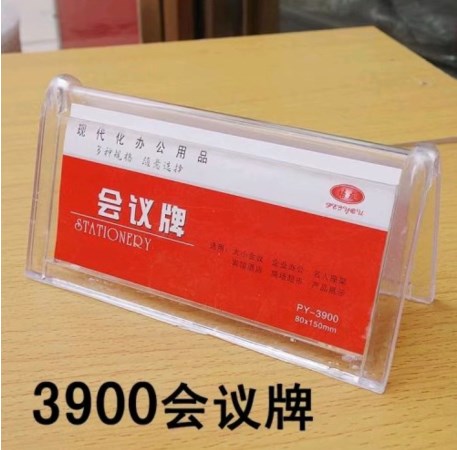 现代化办公用品
多种规格 随意选择
会议牌
STATIONERY
PY-3900
80x150mm
3900会议牌